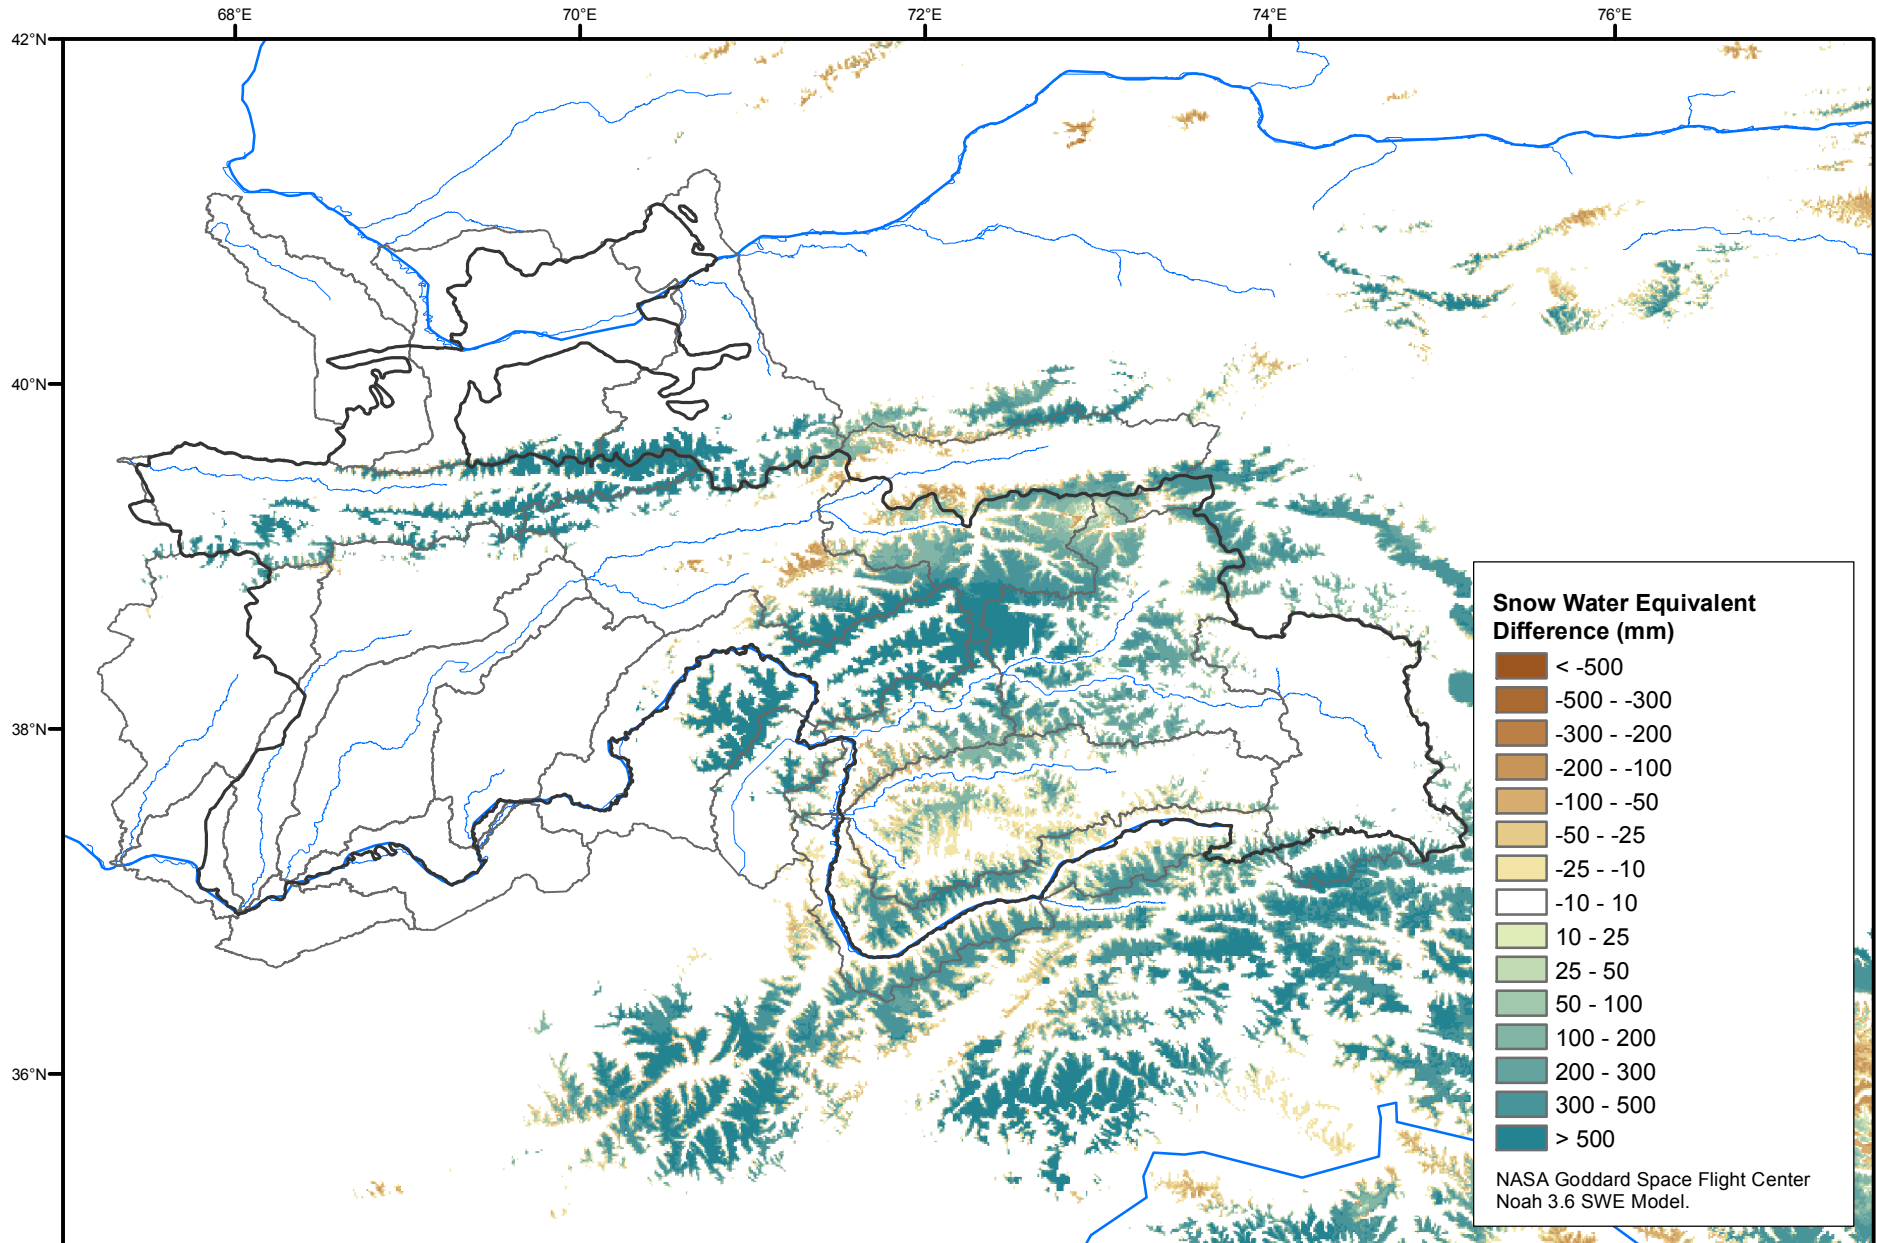 68°E
70°E
72°E
74°E
76°E
42°N
40°N
38°N
36°N
Snow Water Equivalent
Difference (mm)
< -500
-500 - -300
-300 - -200
-200 - -100
-100 - -50
-50 - -25
-25 - -10
-10 - 10
10 - 25
25 - 50
50 - 100
100 - 200
200 - 300
300 - 500
> 500
NASA Goddard Space Flight Center
Noah 3.6 SWE Model.